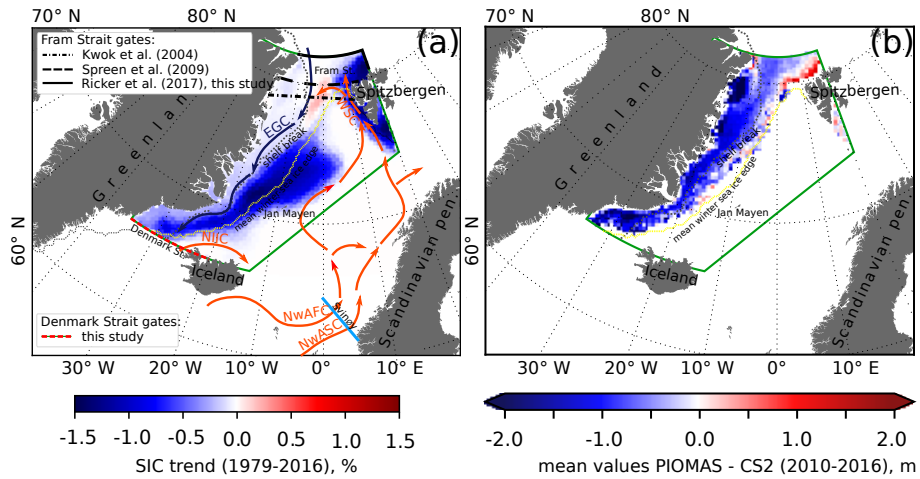 70° N
80° N
Fram Strait gates:
Kwok et al. (2004)
Spreen et al. (2009)
Ricker et al. (2017), this study
(a)
Fram S.
Spitzbergen
WSC
EGC
shelf break
mean
ice edge
Jan Mayen
Greenland
Denmark St.
NIJC
Iceland
60° N
NwAFC
NwASC
Svinøy
Scandinavian pen.
Denmark Strait gates:
this study
30° W
20° W
10° W
0°
10° E
-1.5
-1.0
-0.5
0.0
0.5
1.0
1.5
SIC trend (1979-2016), %
70° N
80° N
(b)
Spitzbergen
Greenland
shelf break
mean winter sea ice edge
Jan Mayen
Iceland
60° N
Scandinavian pen.
30° W
20° W
10° W
0°
10° E
-2.0
-1.0
0.0
1.0
2.0
mean values PIOMAS - CS2 (2010-2016), m